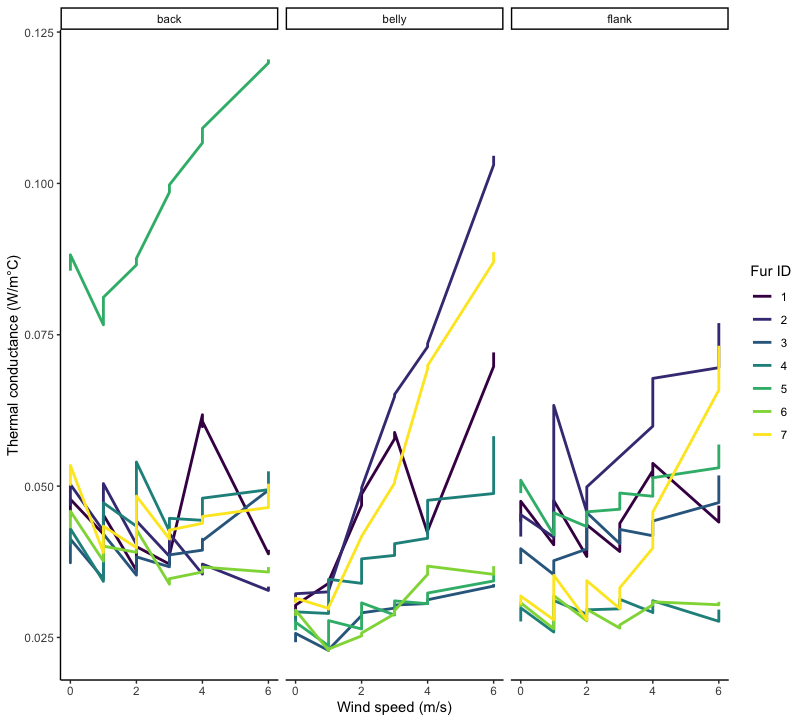 back belly flank
0.125
0.100
0.075
0.050
0.025
Thermal conductance (W/m°C)
0 2 4 6 0 2 4 6 0 2 4 6
Wind speed (m/s)
Fur ID
1
2
3
4
5
6
7